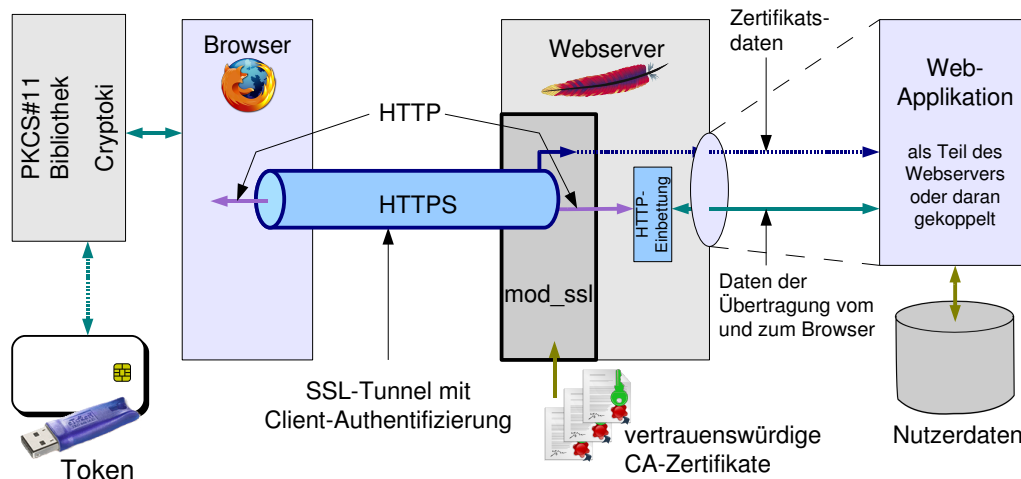 PKCS#11
Bibliothek
Cryptoki
Token
Browser
HTTP
HTTPS
SSL-Tunnel mit
Client-Authentifizierung
Webserver
mod_ssl
HTTP-
Einbettung
vertrauenswürdige
CA-Zertifikate
Zertifikats-
daten
Daten der
Übertragung vom
und zum Browser
Web-
Applikation
als Teil des
Webservers
oder daran
gekoppelt
Nutzerdaten